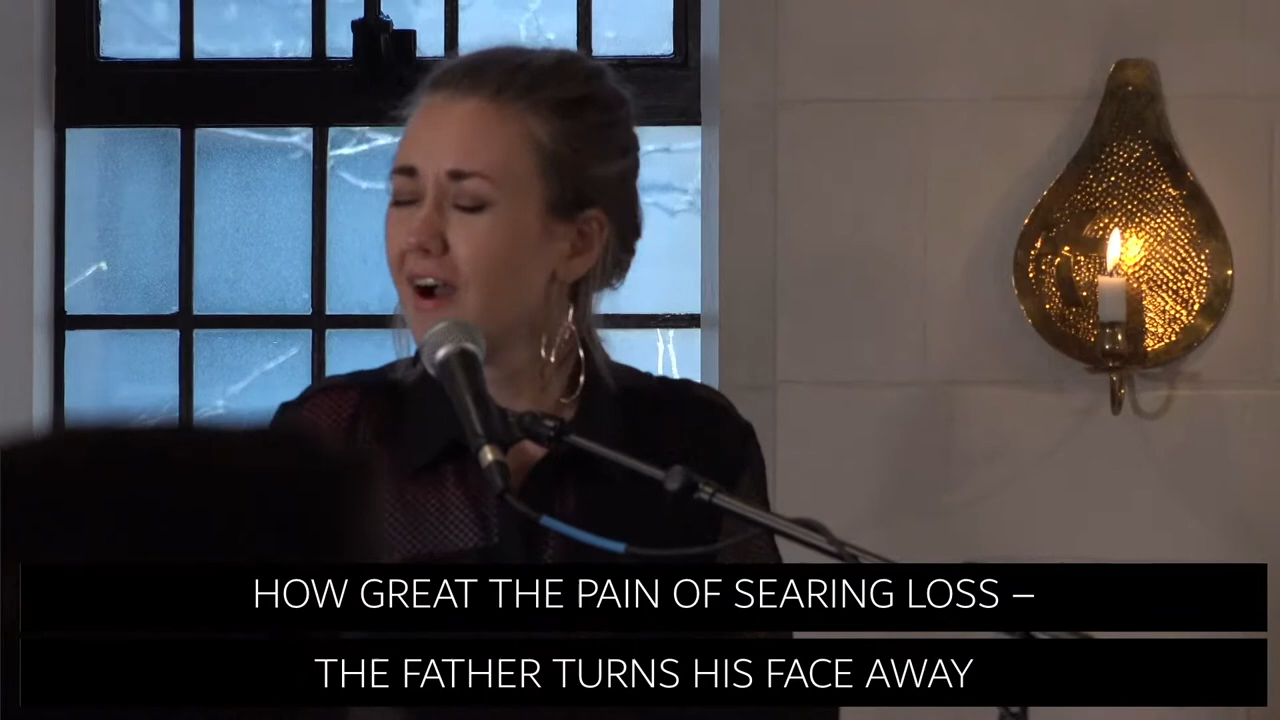 HOW GREAT THE PAIN OF SEARING LOSS –
THE FATHER TURNS HIS FACE AWAY